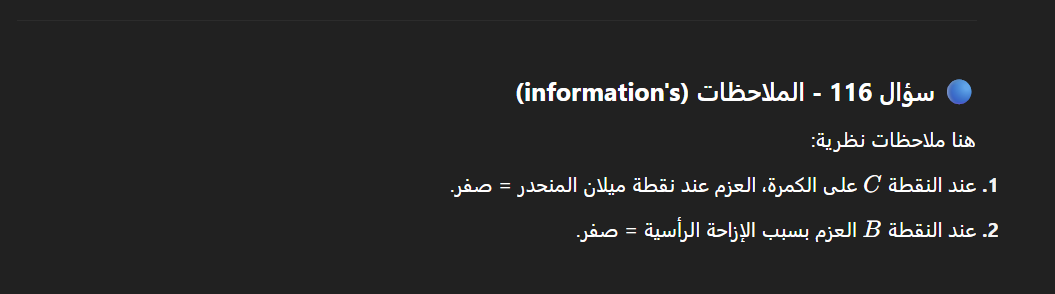 سؤال 116 - الملاحظات (information's)
هنا ملاحظات نظرية:
1. عند النقطة C على الكمرة، العزم عند نقطة ميلان المنحدر = صفر.
2. عند النقطة B العزم بسبب الإزاحة الرأسية = صفر.